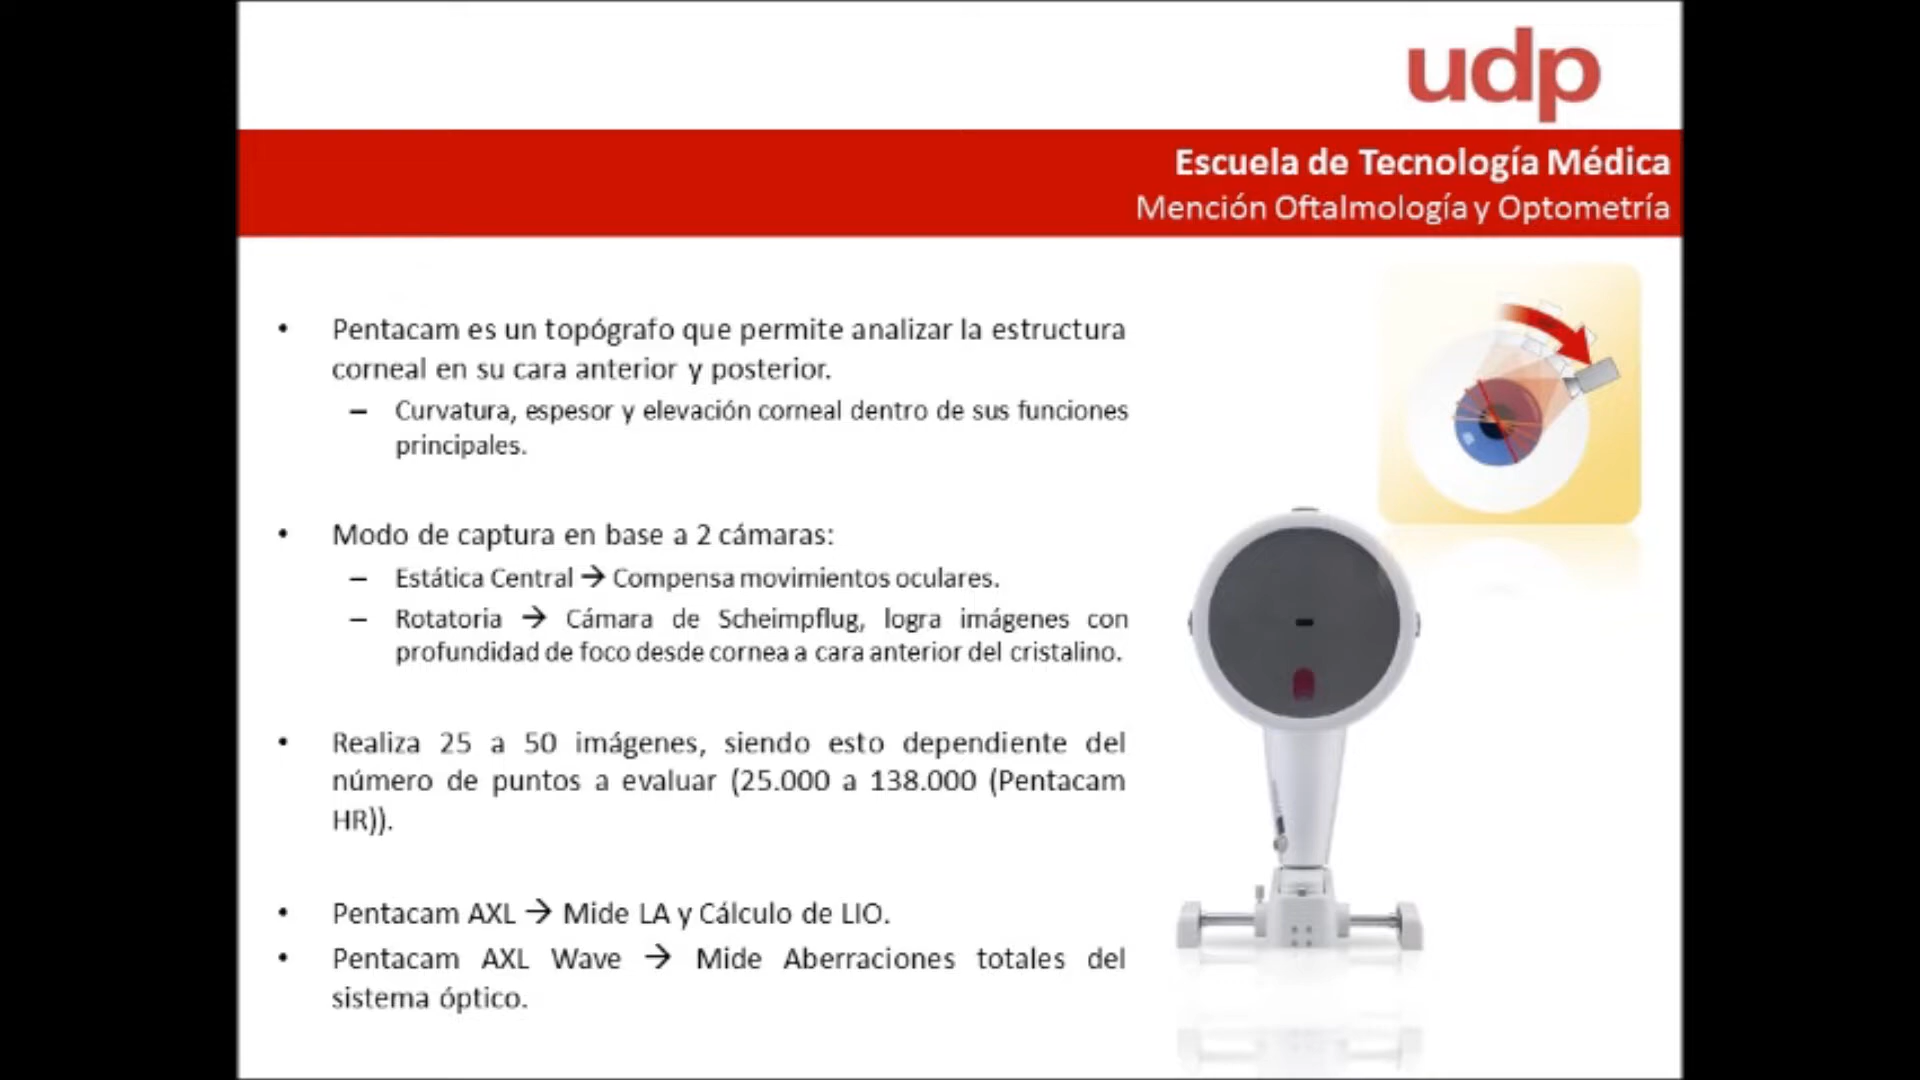 udp
Escuela de Tecnología Médica
Mención Oftalmología y Optometría
• Pentacam es un topógrafo que permite analizar la estructura
corneal en su cara anterior y posterior.
– Curvatura, espesor y elevación corneal dentro de sus funciones
principales.
• Modo de captura en base a 2 cámaras:
– Estática Central → Compensa movimientos oculares.
– Rotatoria → Cámara de Scheimpflug, logra imágenes con
profundidad de foco desde cornea a cara anterior del cristalino.
• Realiza 25 a 50 imágenes, siendo esto dependiente del
número de puntos a evaluar (25.000 a 138.000 (Pentacam
HR)).
• Pentacam AXL → Mide LA y Cálculo de LIO.
• Pentacam AXL Wave → Mide Aberraciones totales del
sistema óptico.